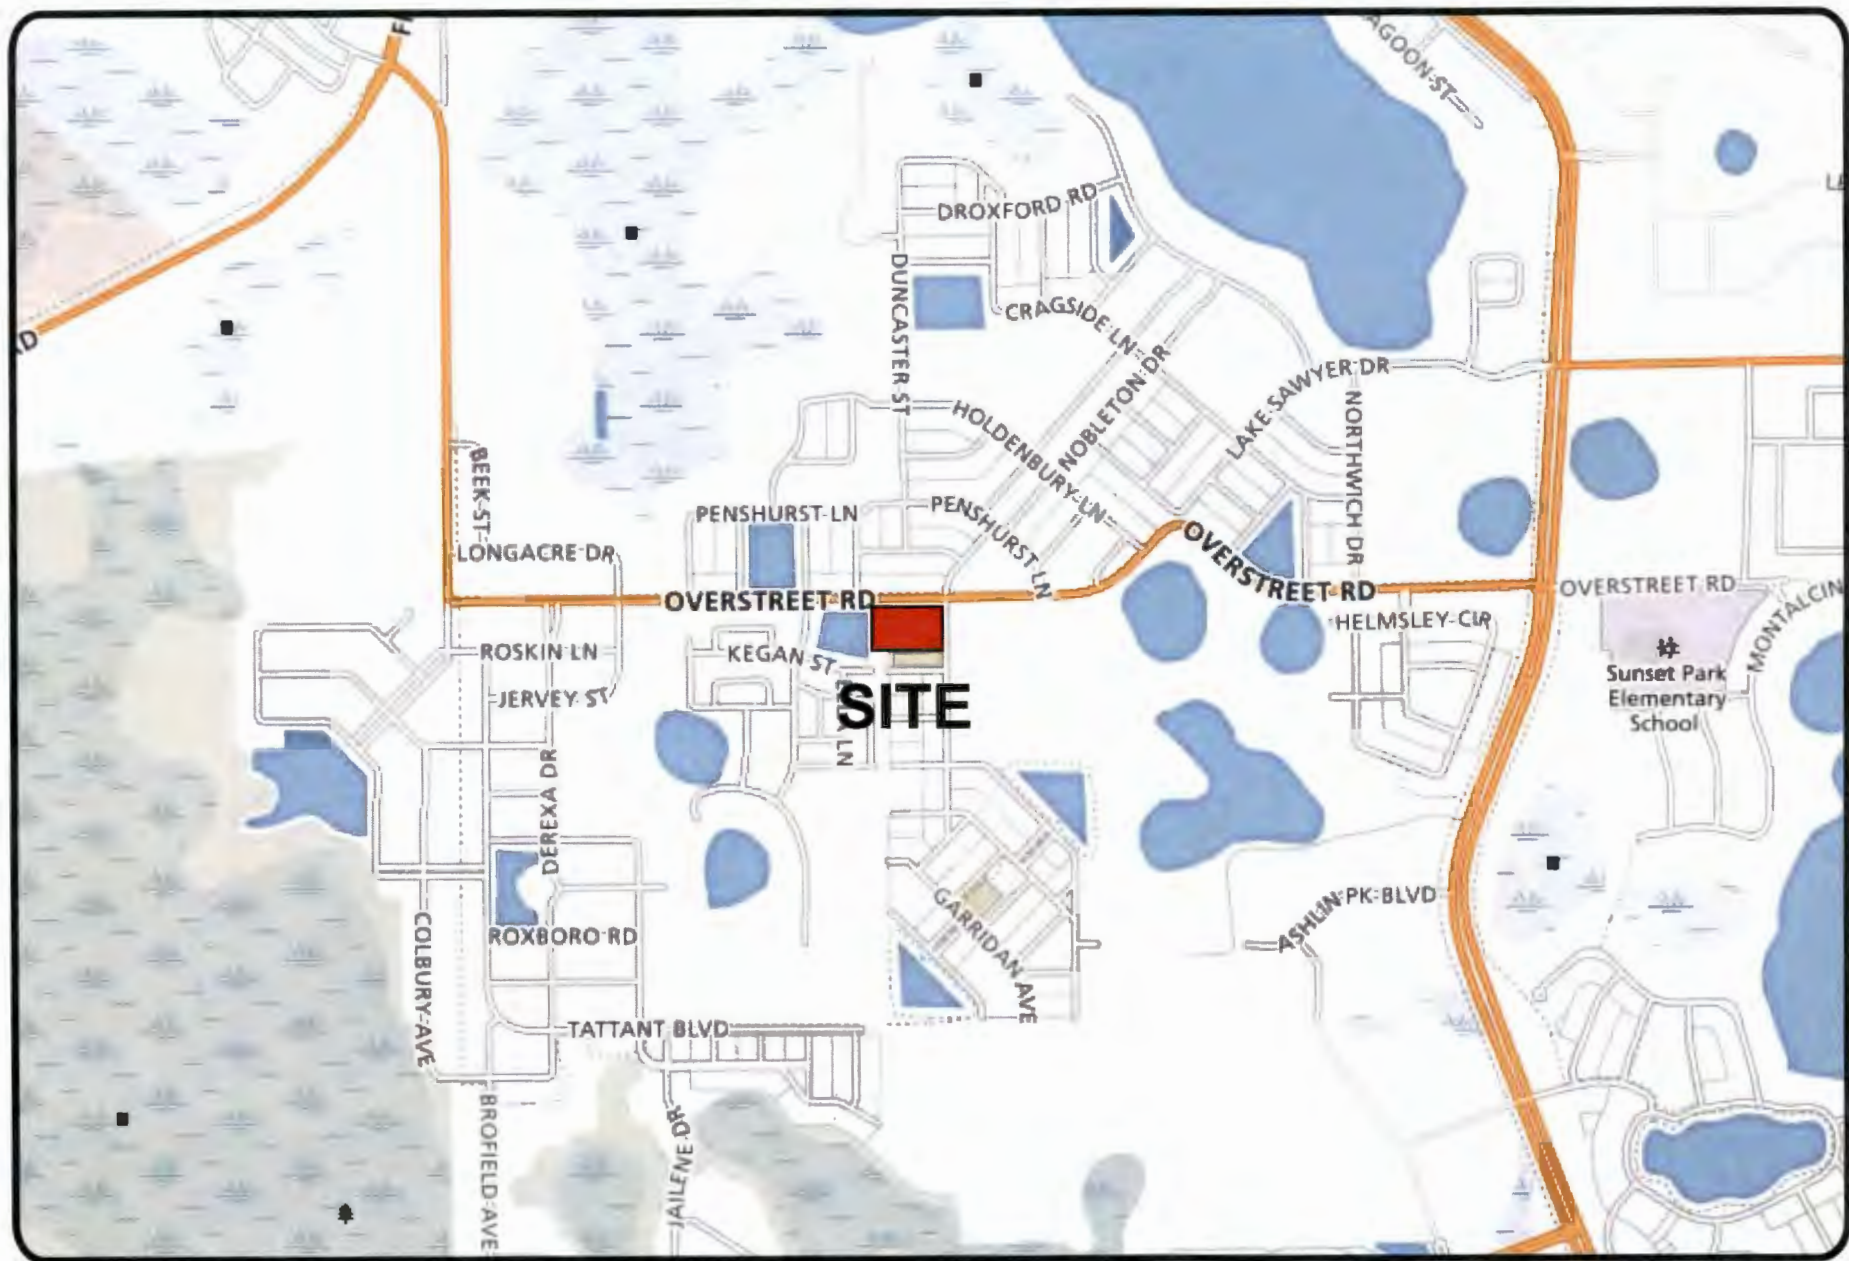 AGOON-ST
DROXFORD RD
DUNCASTER ST
CRAGSIDE LN
NOBLETON DR
LAKE SAWYER DR
HOLDENBURY-LN
NORTHWICH DR
BEEK-ST
PENSHURST-LN
PENSHURST-LN
LONGACRE DR
OVERSTREET RD
OVERSTREET RD
OVERSTREET RD
MONTALCIN
HELMSLEY-CIR
ROSKIN LN
KEGAN ST
JERVEY ST
SITE
LN
Sunset Park
Elementary
School
DEREXA DR
ASHLIN PK BLVD
GARRIDAN AVE
ROXBORO RD
COLBURY-AVE
TATTANT BLVD
BROFIELD-AVE
JAILENE-DR